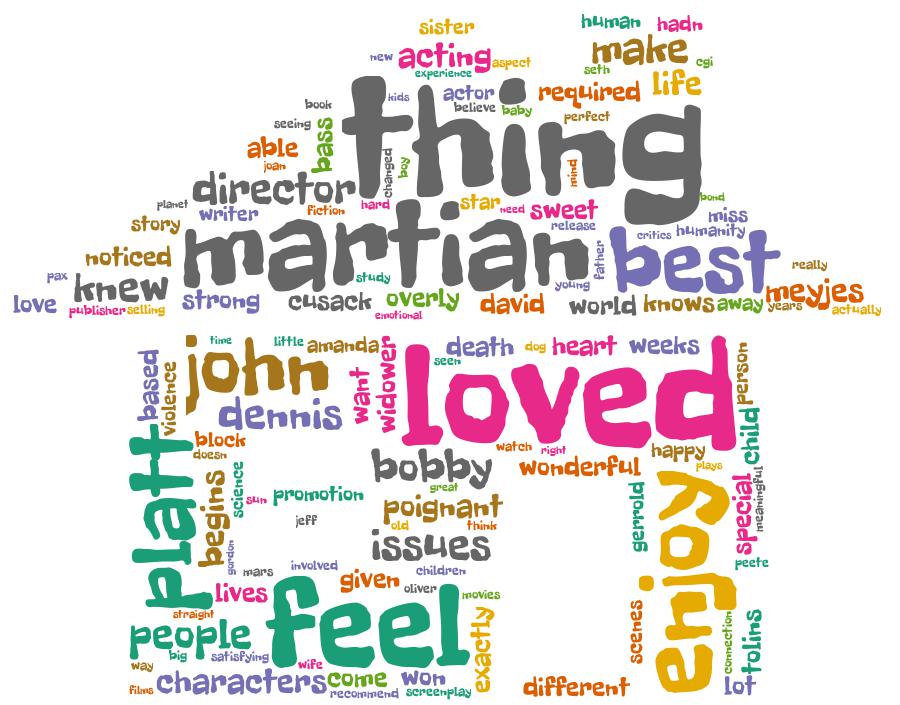 sister
human
hadn
new
acting
aspect
make
cgi
experience
seth
life
book
kids
actor
required
believe
baby
perfect
thing
seeing
bass
able
joan
changed
boy
mind
director
planet
writer
fiction
hard
star
need
sweet
bond
miss
story
release
critics
humanity
martian
best
noticed
father
really
pax
knew
study
young
meyjes
love
publisher
selling
strong
cusack
overly
emotional
david
world
knows
away
years
actually
time
little
amanda
john
based
violence
want
widower
seen
death
dog
heart
weeks
person
loved
dennis
block
doesn
watch
right
happy
plays
child
platt
begins
science
sun
promotion
bobby
great
wonderful
special
meaningful
poignant
old
think
gerrold
enjoy
jeff
issues
gordon
mars
involved
children
peete
lives
given
oliver
movies
straight
feel
people
big
satisfying
wife
exactly
scenes
connection
tolins
way
films
characters
come
won
recommend
screenplay
different
lot